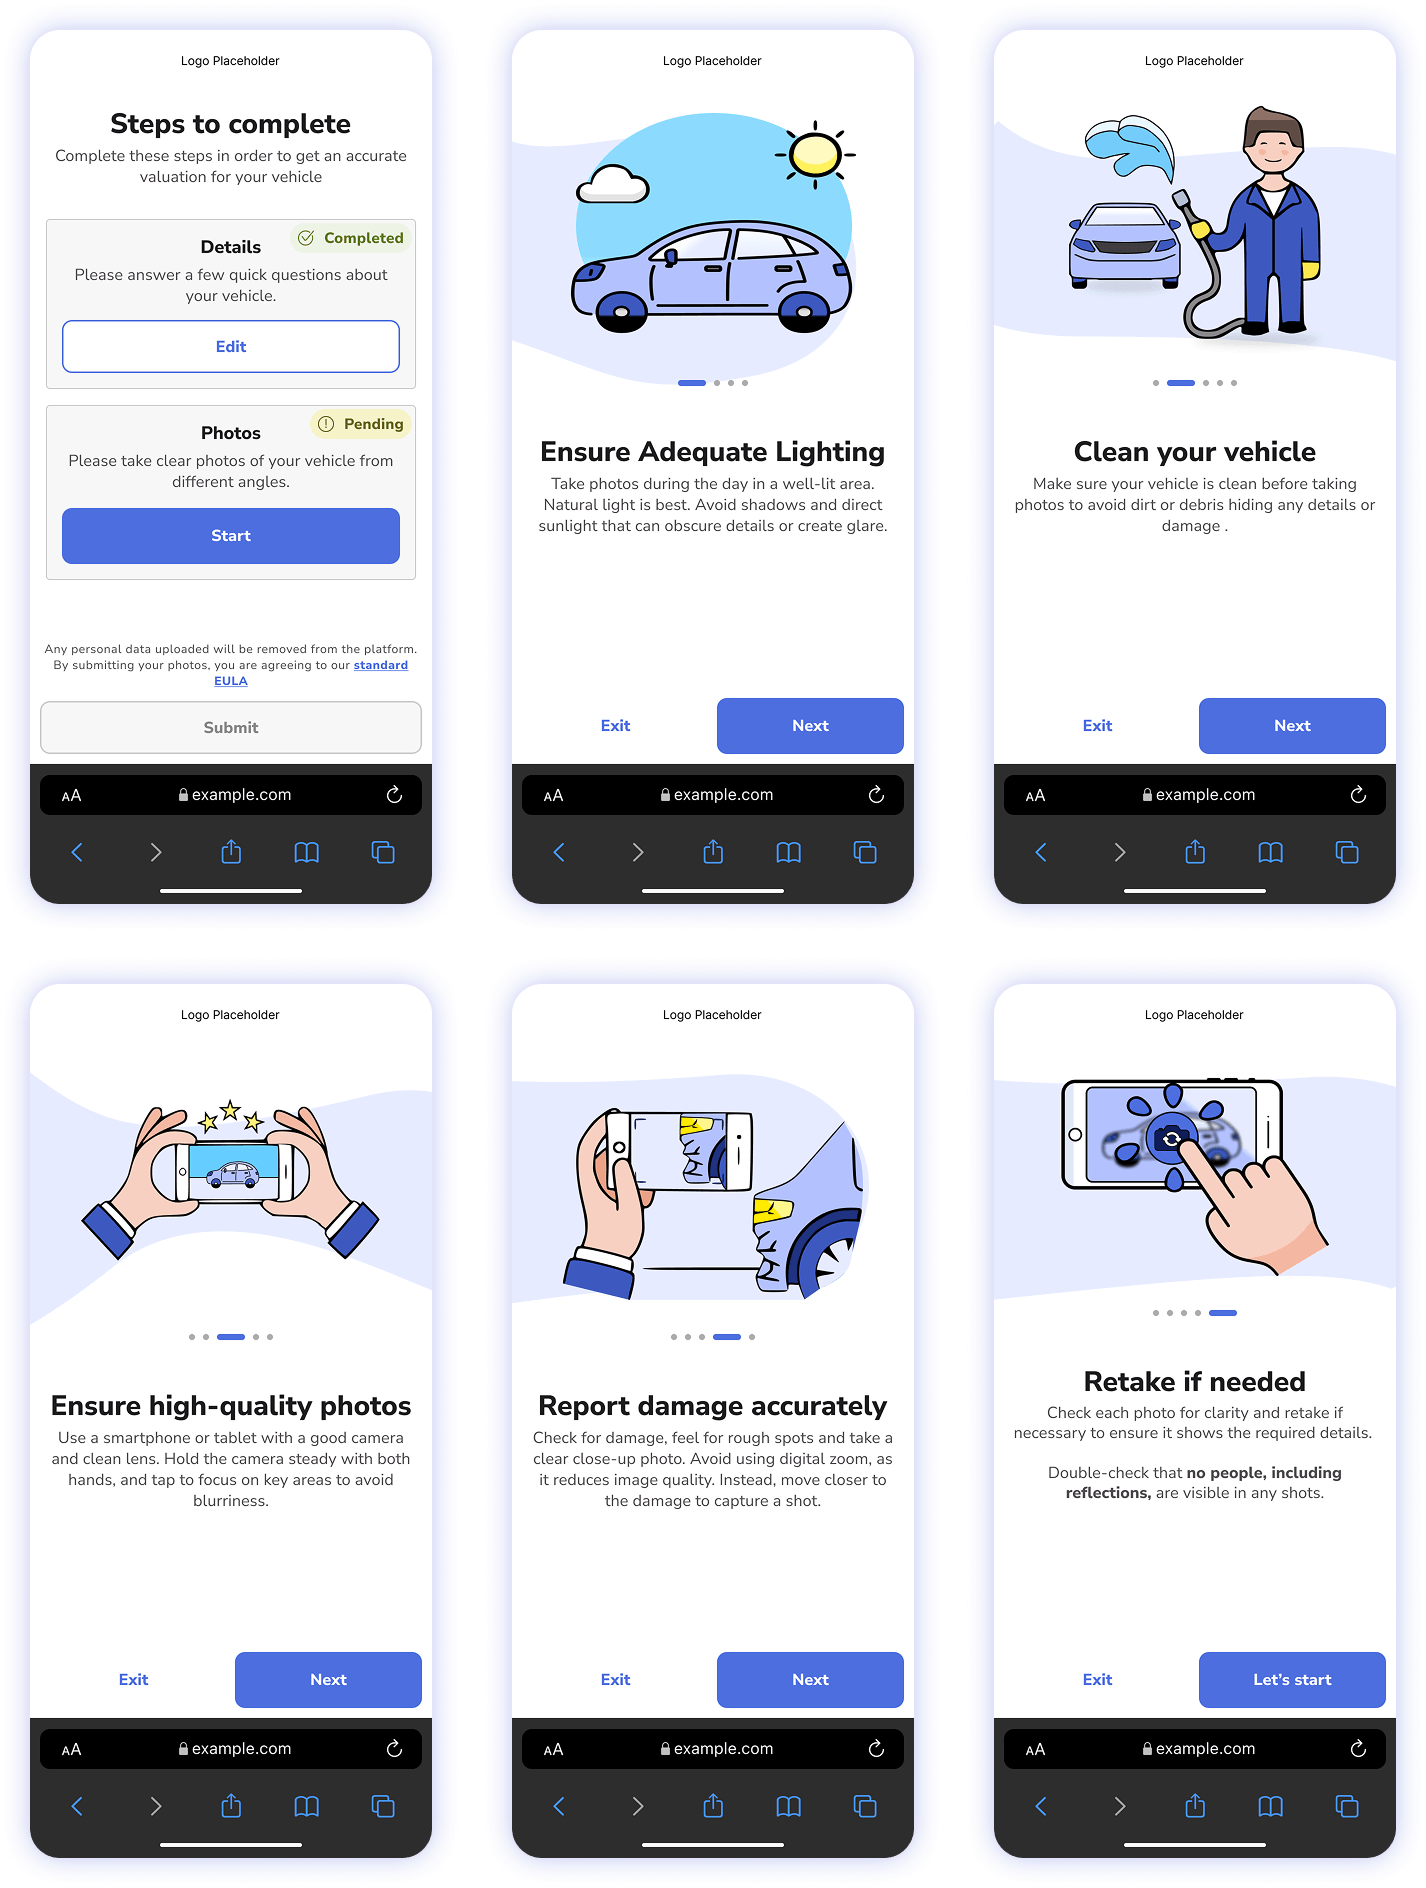 Logo Placeholder
Steps to complete
Complete these steps in order to get an accurate
valuation for your vehicle
Details
Completed
Please answer a few quick questions about
your vehicle.
Edit
Photos
Pending
Please take clear photos of your vehicle from
different angles.
Start
Any personal data uploaded will be removed from the platform.
By submitting your photos, you are agreeing to our standard
EULA
Submit
AA
example.com
Logo Placeholder
Ensure Adequate Lighting
Take photos during the day in a well-lit area.
Natural light is best. Avoid shadows and direct
sunlight that can obscure details or create glare.
Exit
Next
AA
example.com
Logo Placeholder
Clean your vehicle
Make sure your vehicle is clean before taking
photos to avoid dirt or debris hiding any details or
damage .
Exit
Next
AA
example.com
Logo Placeholder
Ensure high-quality photos
Use a smartphone or tablet with a good camera
and clean lens. Hold the camera steady with both
hands, and tap to focus on key areas to avoid
blurriness.
Exit
Next
AA
example.com
Logo Placeholder
Report damage accurately
Check for damage, feel for rough spots and take a
clear close-up photo. Avoid using digital zoom, as
it reduces image quality. Instead, move closer to
the damage to capture a shot.
Exit
Next
AA
example.com
Logo Placeholder
Retake if needed
Check each photo for clarity and retake if
necessary to ensure it shows the required details.
Double-check that no people, including
reflections, are visible in any shots.
Exit
Let's start
AA
example.com